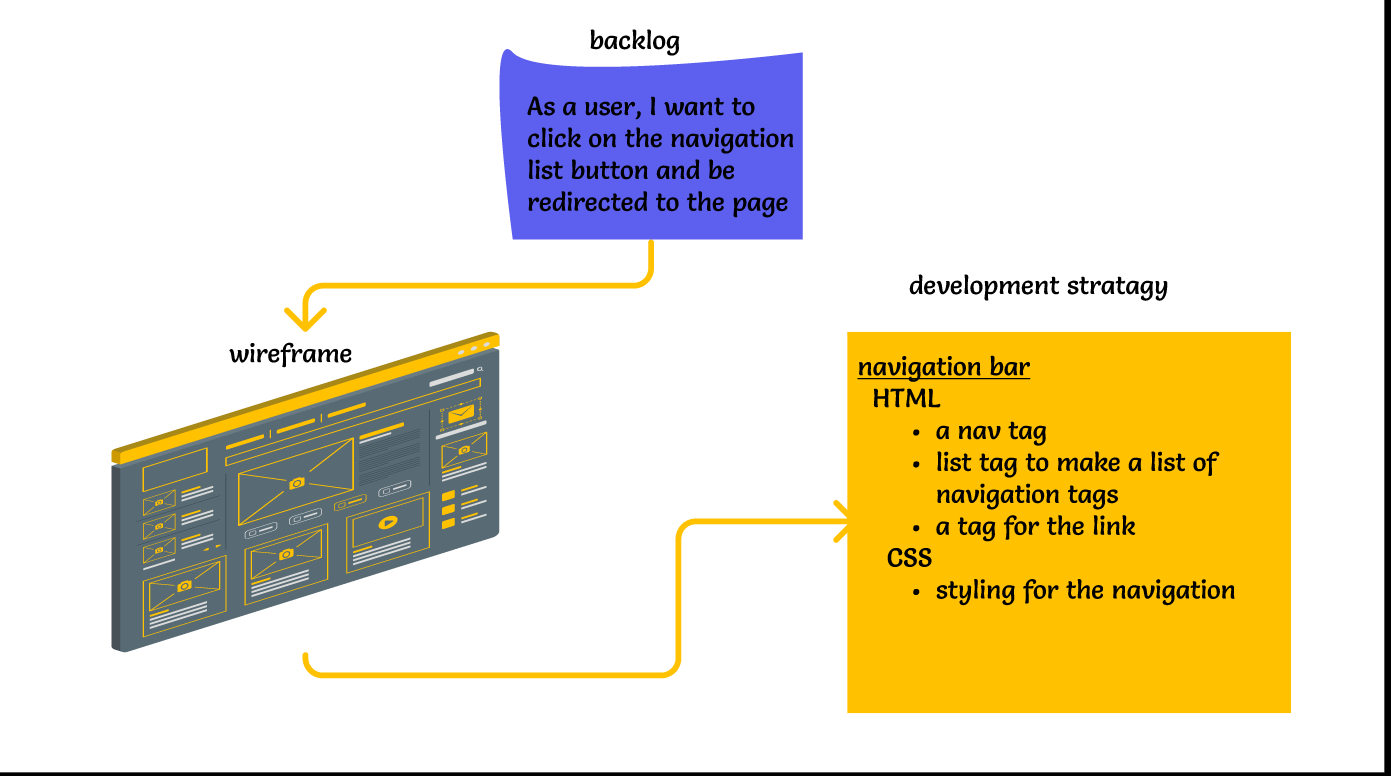 backlog
As a user, I want to
click on the navigation
list button and be
redirected to the page
development stratagy
wireframe
navigation bar
HTML
• a nav tag
• list tag to make a list of
navigation tags
• a tag for the link
CSS
• styling for the navigation